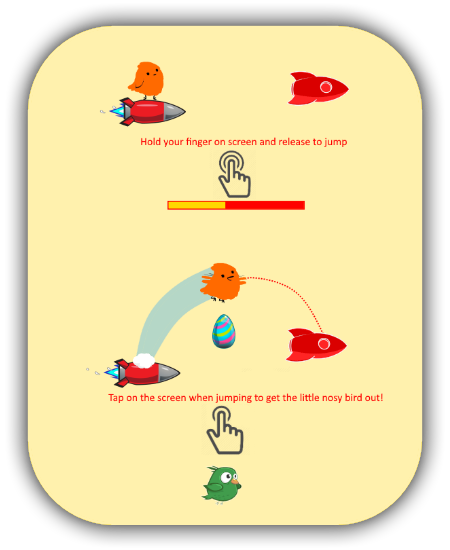 Hold your finger on screen and release to jump
Tap on the screen when jumping to get the little nosy bird out!